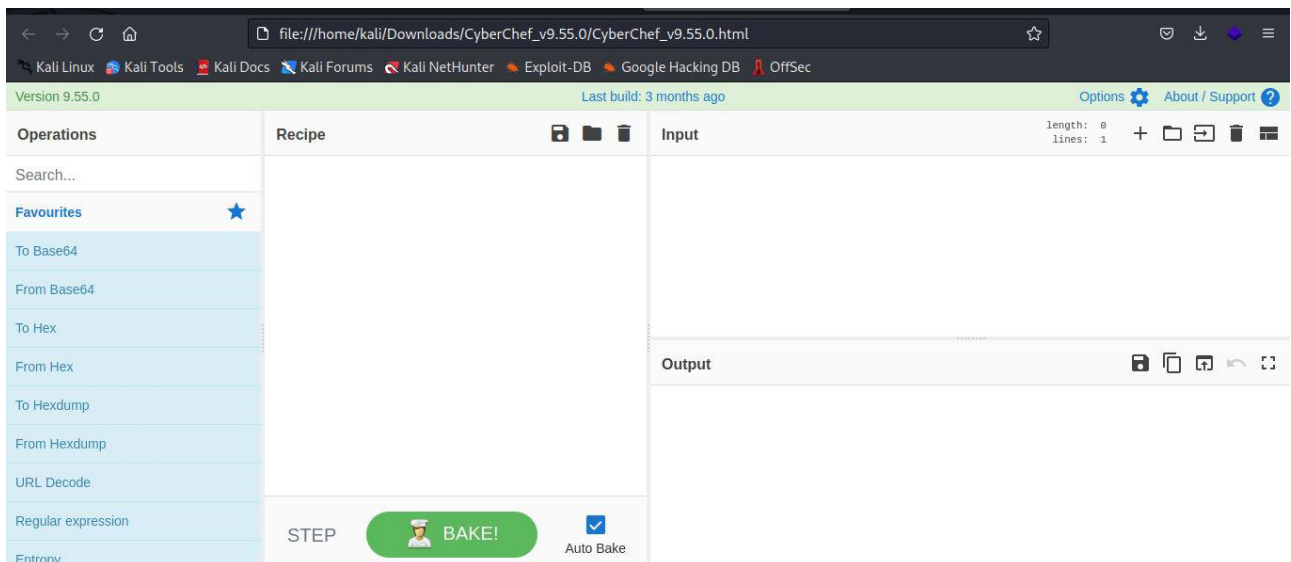 file:///home/kali/Downloads/CyberChef_v9.55.0/CyberChef_v9.55.0.html
Kali Linux Kali Tools Kali Docs Kali Forums Kali NetHunter Exploit-DB Google Hacking DB OffSec
Version 9.55.0 Last build: 3 months ago Options About / Support ?
Operations Recipe Input length: 0
lines: 1
Search...
Favourites
To Base64
From Base64
To Hex
From Hex Output
To Hexdump
From Hexdump
URL Decode
Regular expression STEP BAKE! Auto Bake
Entropy